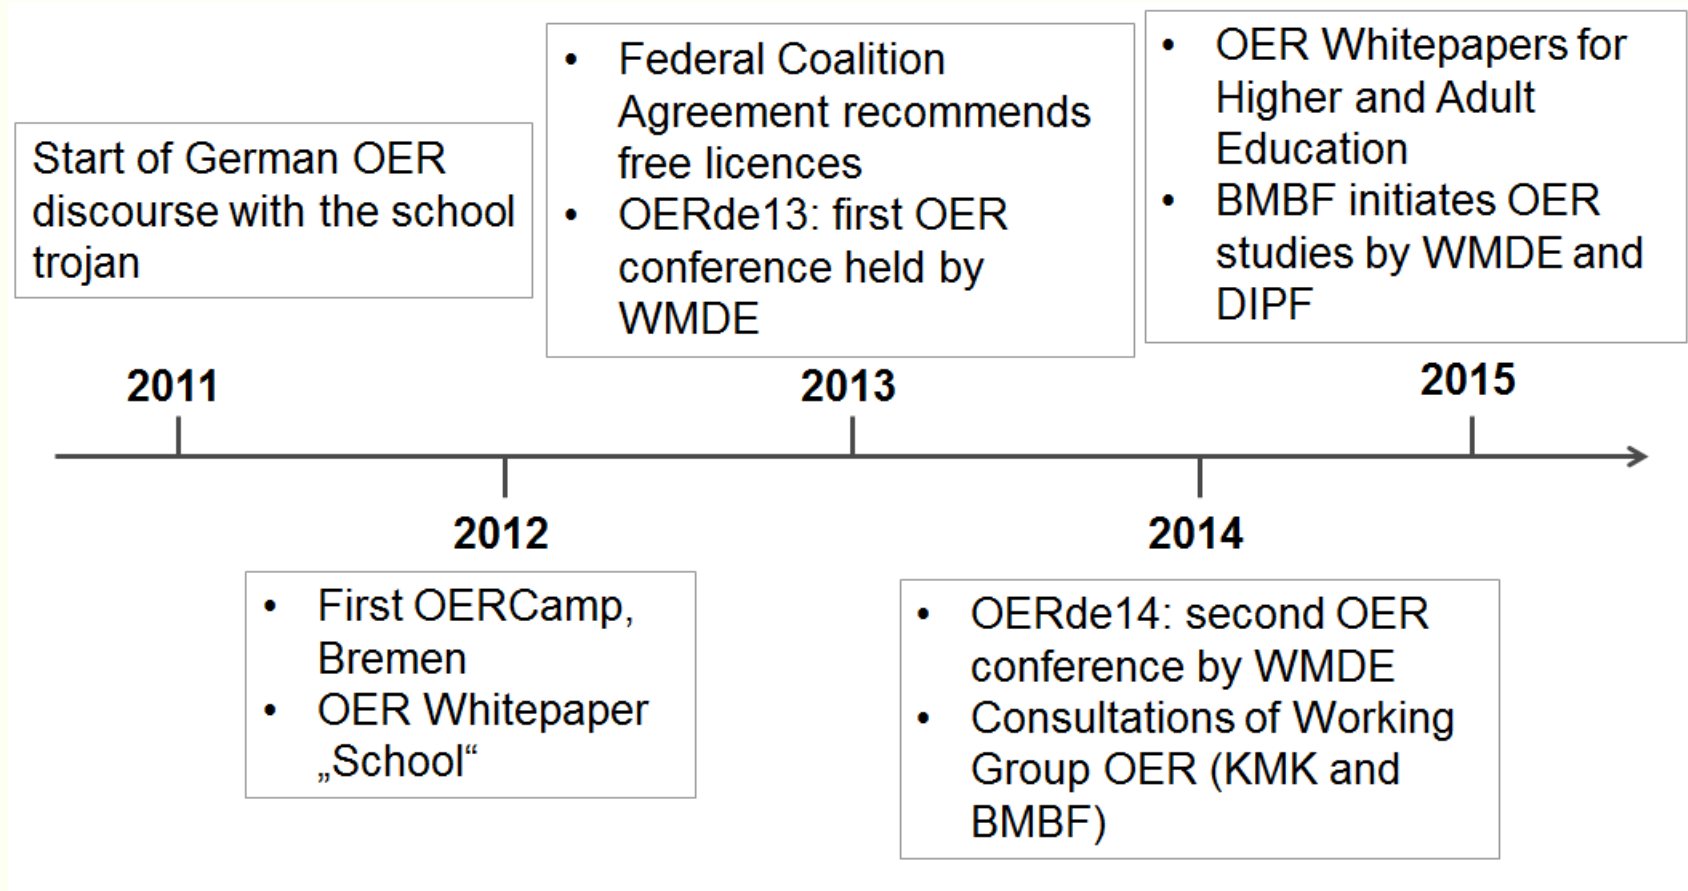 Start of German OER
discourse with the school
trojan
2011
2012
• First OERCamp,
Bremen
• OER Whitepaper
„School“
• Federal Coalition
Agreement recommends
free licences
• OERde13: first OER
conference held by
WMDE
2013
2014
• OERde14: second OER
conference by WMDE
• Consultations of Working
Group OER (KMK and
BMBF)
• OER Whitepapers for
Higher and Adult
Education
• BMBF initiates OER
studies by WMDE and
DIPF
2015